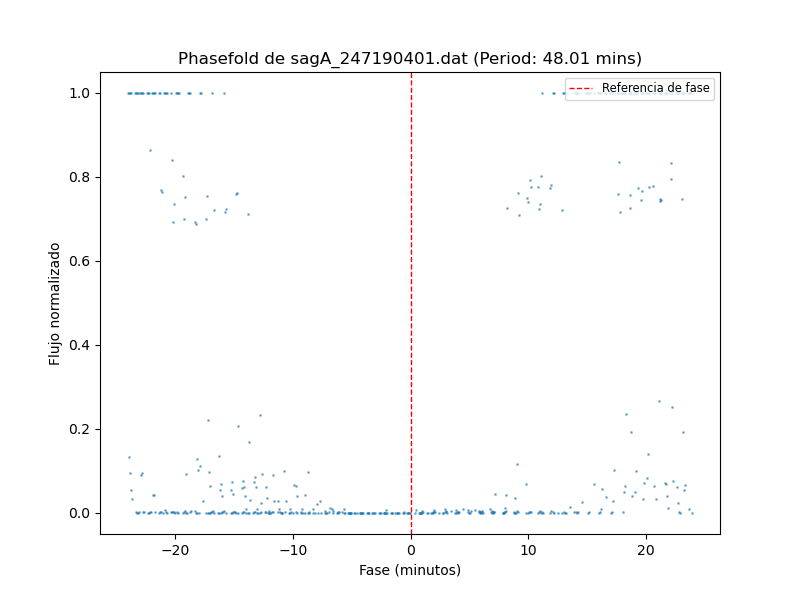 Phasefold de sagA_247190401.dat (Period: 48.01 mins)
Referencia de fase
Flujo normalizado
1.0
0.8
0.6
0.4
0.2
0.0
−20
−10
0
10
20
Fase (minutos)